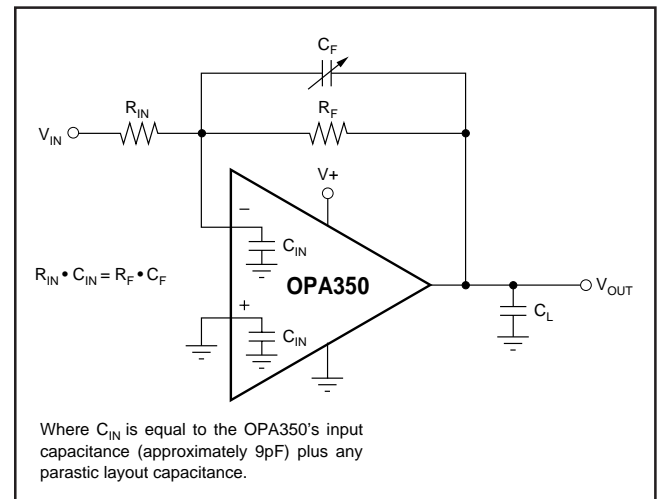 C_F
R_IN
R_F
V_IN
V+
−
C_IN
R_IN • C_IN = R_F • C_F
OPA350
+
C_IN
V_OUT
C_L
Where C_IN is equal to the OPA350's input
capacitance (approximately 9pF) plus any
parastic layout capacitance.